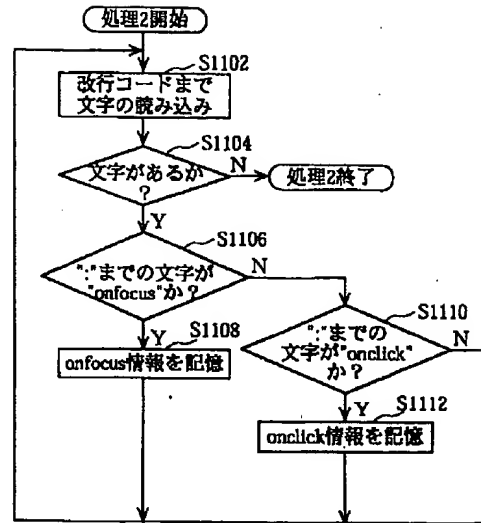 処理2開始
S1102
改行コードまで
文字の読み込み
S1104
文字があるか
?
N
処理2終了
Y
S1106
":"までの文字が
"onfocus"か?
N
Y
S1108
onfocus情報を記憶
S1110
":"までの
文字が"onclick"
か?
N
Y
S1112
onclick情報を記憶